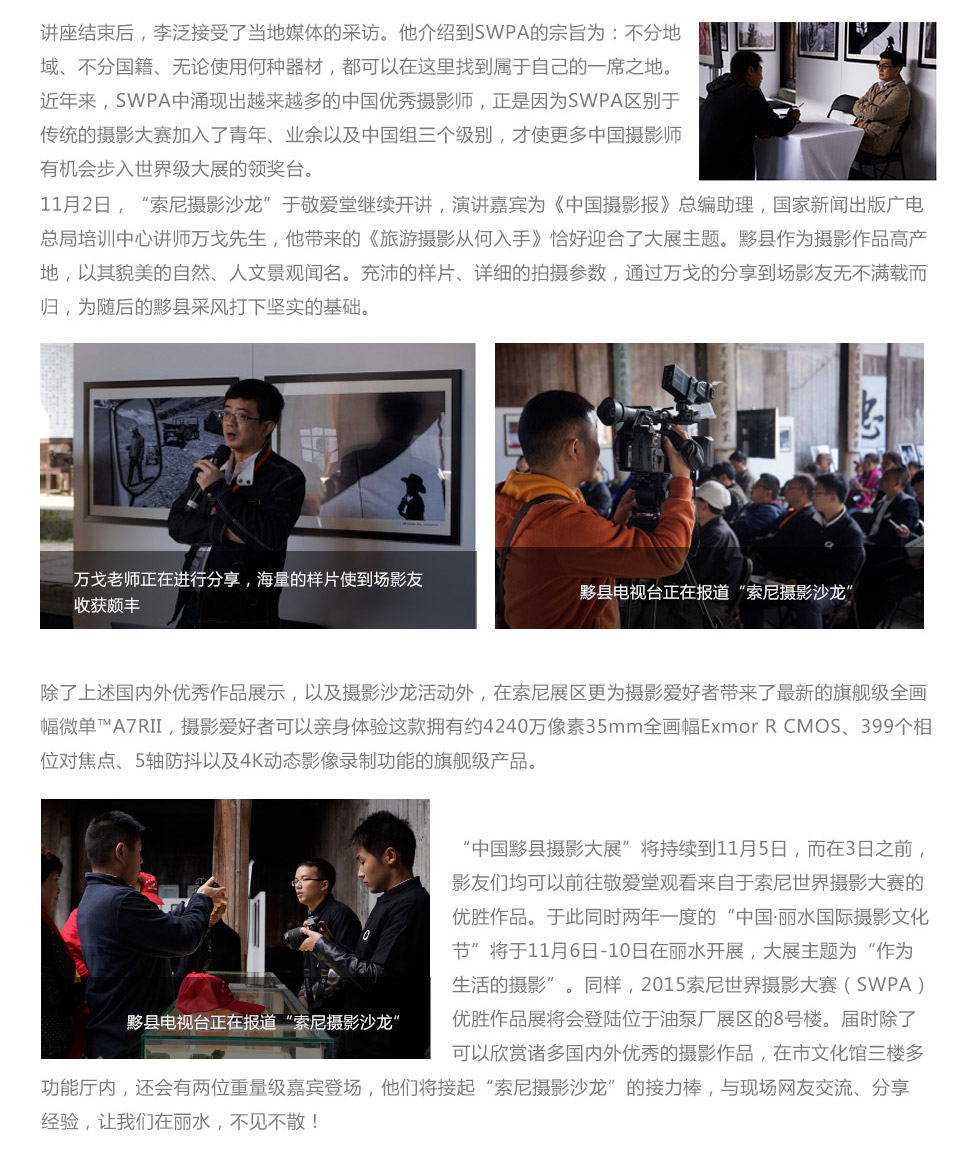 讲座结束后，李泛接受了当地媒体的采访。他介绍到SWPA的宗旨为：不分地
域、不分国籍、无论使用何种器材，都可以在这里找到属于自己的一席之地。
近年来，SWPA中涌现出越来越多的中国优秀摄影师，正是因为SWPA区别于
传统的摄影大赛加入了青年、业余以及中国组三个级别，才使更多中国摄影师
有机会步入世界级大展的领奖台。
11月2日，“索尼摄影沙龙”于敬爱堂继续开讲，演讲嘉宾为《中国摄影报》总编助理，国家新闻出版广电
总局培训中心讲师万戈先生，他带来的《旅游摄影从何入手》恰好迎合了大展主题。黟县作为摄影作品高产
地，以其貌美的自然、人文景观闻名。充沛的样片、详细的拍摄参数，通过万戈的分享到场影友无不满载而
归，为随后的黟县采风打下坚实的基础。
忠
万戈老师正在进行分享，海量的样片使到场影友
收获颇丰
黟县电视台正在报道“索尼摄影沙龙”
除了上述国内外优秀作品展示，以及摄影沙龙活动外，在索尼展区更为摄影爱好者带来了最新的旗舰级全画
幅微单™A7RII，摄影爱好者可以亲身体验这款拥有约4240万像素35mm全画幅Exmor R CMOS、399个相
位对焦点、5轴防抖以及4K动态影像录制功能的旗舰级产品。
黟县电视台正在报道“索尼摄影沙龙”
“中国黟县摄影大展”将持续到11月5日，而在3日之前，
影友们均可以前往敬爱堂观看来自于索尼世界摄影大赛的
优胜作品。于此同时两年一度的“中国·丽水国际摄影文化
节”将于11月6日-10日在丽水开展，大展主题为“作为
生活的摄影”。同样，2015索尼世界摄影大赛（SWPA）
优胜作品展将会登陆位于油泵厂展区的8号楼。届时除了
可以欣赏诸多国内外优秀的摄影作品，在市文化馆三楼多
功能厅内，还会有两位重量级嘉宾登场，他们将接起“索尼摄影沙龙”的接力棒，与现场网友交流、分享
经验，让我们在丽水，不见不散！